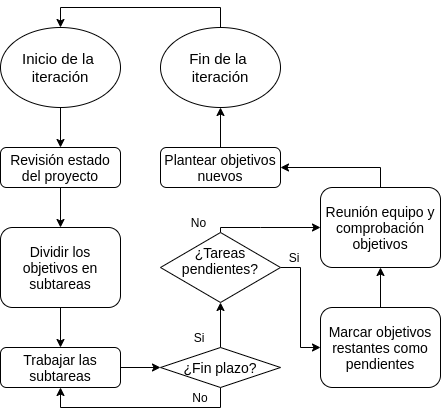 Inicio de la
iteración
Fin de la
iteración
Revisión estado
del proyecto
Plantear objetivos
nuevos
Dividir los
objetivos en
subtareas
No
¿Tareas
pendientes?
Si
Reunión equipo y
comprobación
objetivos
Trabajar las
subtareas
Si
¿Fin plazo?
No
Marcar objetivos
restantes como
pendientes